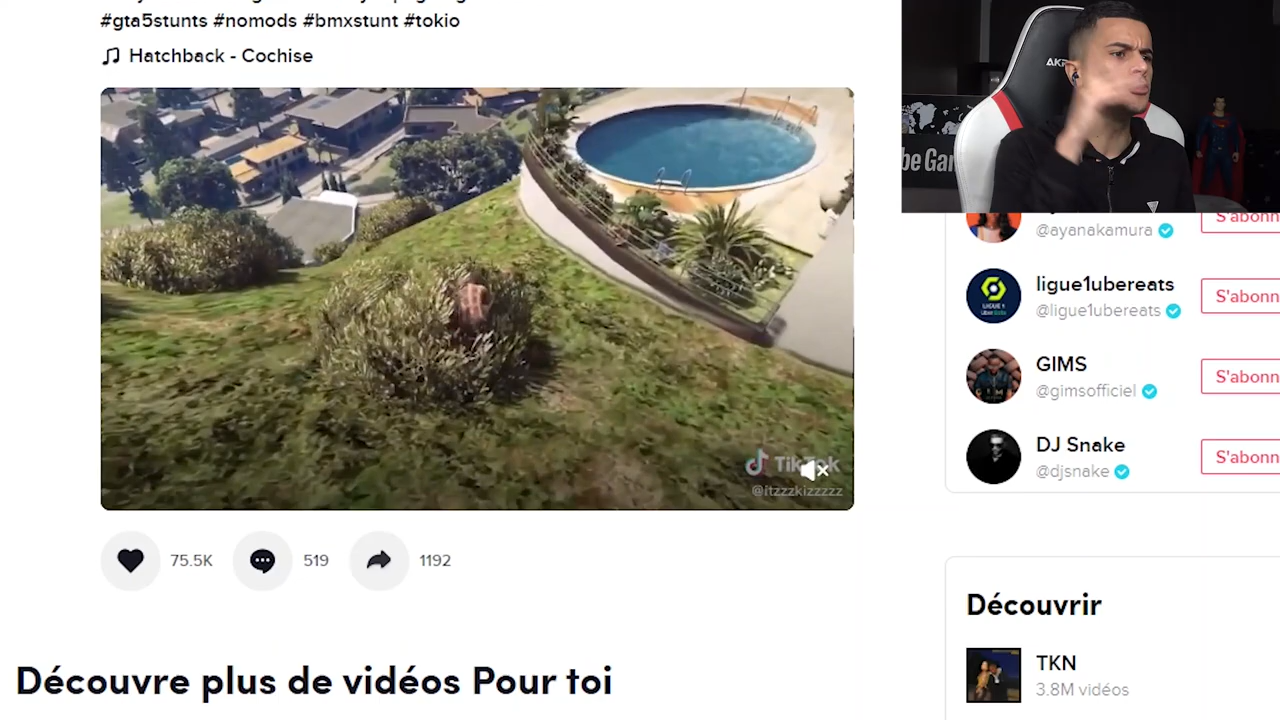 #gta5stunts #nomods #bmxstunt #tokio
Hatchback - Cochise
TikTok
@itzzzkizzzzz
75.5K
519
1192
Découvre plus de vidéos Pour toi
@ayanakamura
S'abonn
ligue1ubereats
@ligue1ubereats
S'abonn
GIMS
@gimsofficiel
S'abonn
DJ Snake
@djsnake
S'abonn
Découvrir
TKN
3.8M vidéos